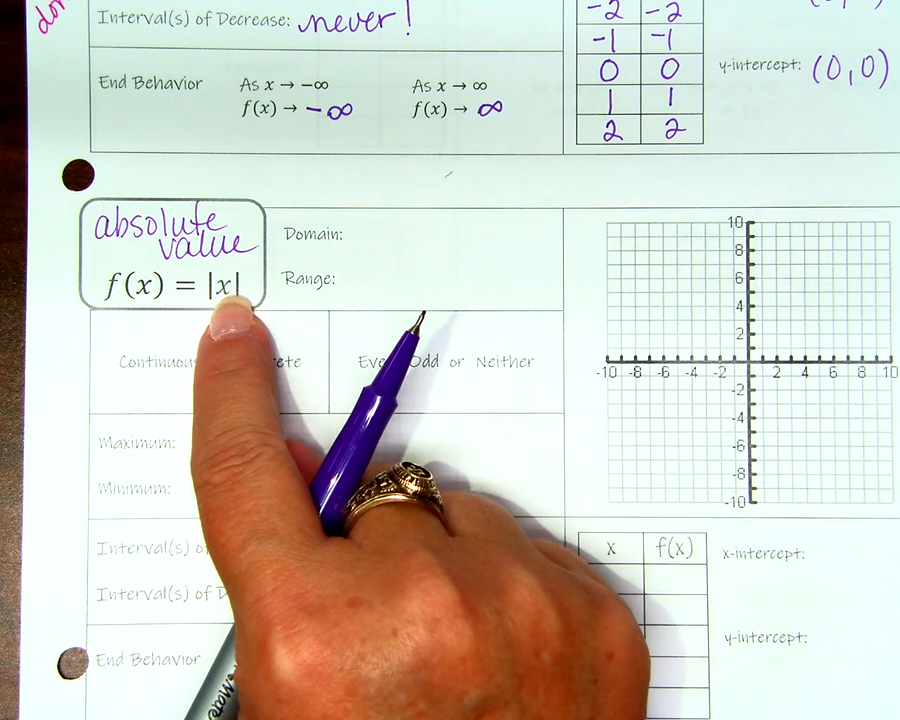 Interval(s) of Decrease: never!
End Behavior As x → −∞ As x → ∞
f(x) → -∞ f(x) → ∞
-2 -2
-1 -1
0 0
1 1
2 2
y-intercept: (0,0)
absolute
value
f(x) = |x|
Domain:
Range:
Odd or Neither
Maximum:
Minimum:
Interval(s)
Interval(s) of
End Behavior
10
8
6
4
2
-10 -8 -6 -4 -2 2 4 6 8 10
-2
-4
-6
-8
-10
x f(x)
x-intercept:
y-intercept: